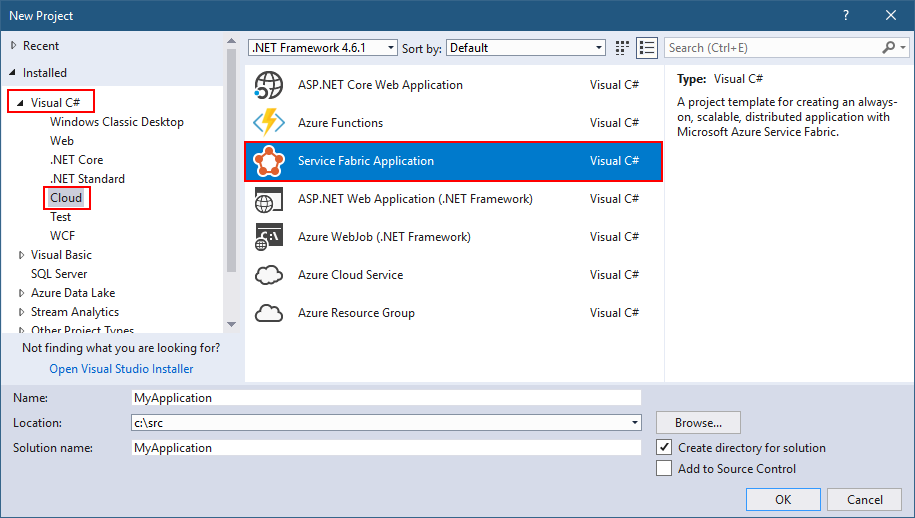 New Project
?
Recent
Installed
Visual C#
Windows Classic Desktop
Web
.NET Core
.NET Standard
Cloud
Test
WCF
Visual Basic
SQL Server
Azure Data Lake
Stream Analytics
Other Project Types
Not finding what you are looking for?
Open Visual Studio Installer
.NET Framework 4.6.1 Sort by: Default
ASP.NET Core Web Application Visual C#
Azure Functions Visual C#
Service Fabric Application Visual C#
ASP.NET Web Application (.NET Framework) Visual C#
Azure WebJob (.NET Framework) Visual C#
Azure Cloud Service Visual C#
Azure Resource Group Visual C#
Search (Ctrl+E)
Type: Visual C#
A project template for creating an always-
on, scalable, distributed application with
Microsoft Azure Service Fabric.
Name: MyApplication
Location: c:\src Browse...
Solution name: MyApplication
Create directory for solution
Add to Source Control
OK Cancel